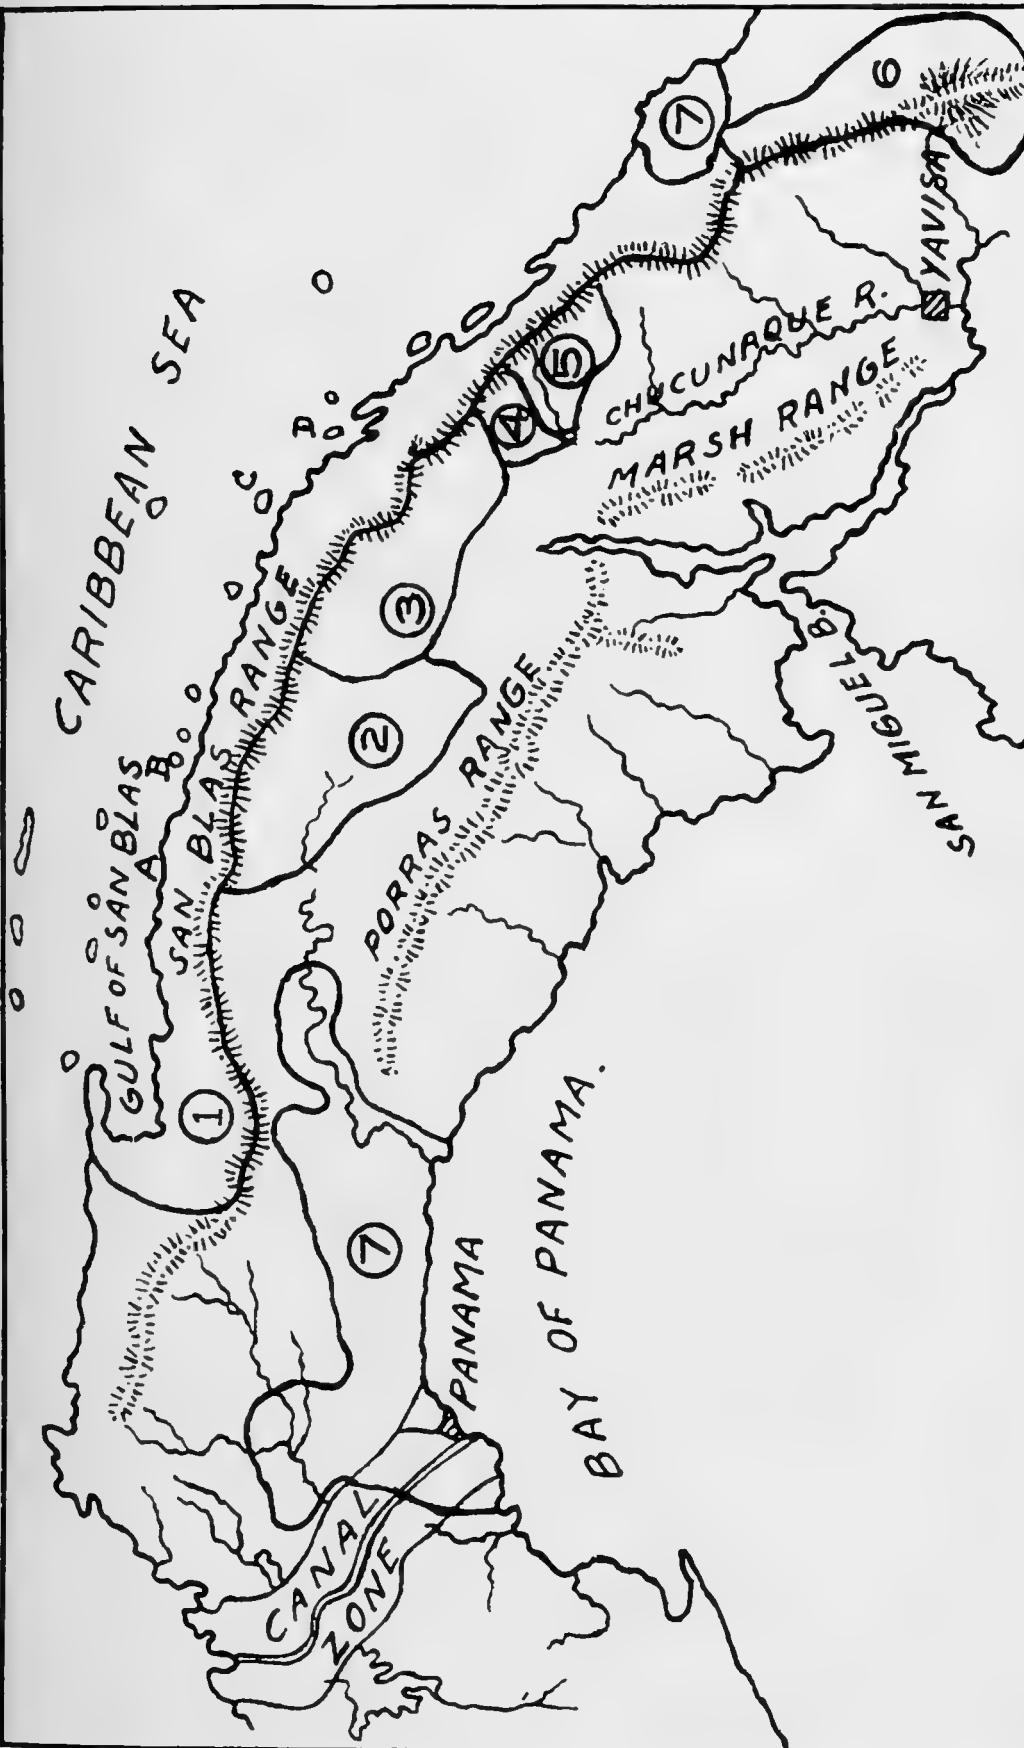 CARIBBEAN SEA
GULF OF SAN BLAS
A
B
C
SAN BLAS RANGE
1
2
3
4
5
6
7
7
CHUCUNAQUE R.
YAVISA
MARSH RANGE
PORRAS RANGE
SAN MIGUEL B.
CANAL
ZONE
PANAMA
BAY OF PANAMA.